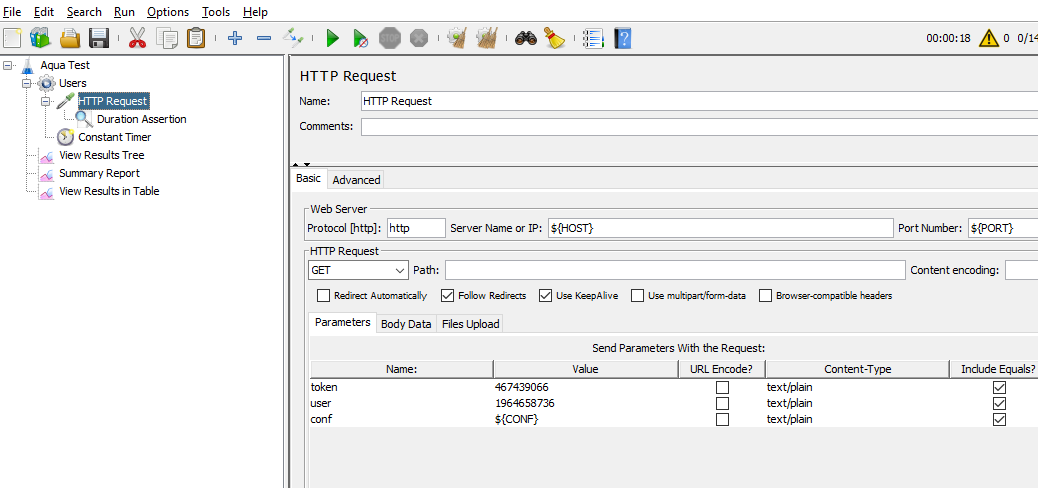 File Edit Search Run Options Tools Help
00:00:18 0 0/14
Aqua Test
Users
HTTP Request
Duration Assertion
Constant Timer
View Results Tree
Summary Report
View Results in Table
HTTP Request
Name: HTTP Request
Comments:
Basic Advanced
Web Server
Protocol [http]: http Server Name or IP: ${HOST} Port Number: ${PORT}
HTTP Request
GET Path: Content encoding:
Redirect Automatically Follow Redirects Use KeepAlive Use multipart/form-data Browser-compatible headers
Parameters Body Data Files Upload
Send Parameters With the Request:
Name: Value URL Encode? Content-Type Include Equals?
token 467439066 text/plain
user 1964658736 text/plain
conf ${CONF} text/plain